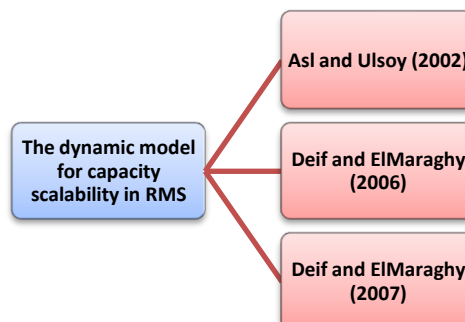 The dynamic model
for capacity
scalability in RMS
Asl and Ulsoy (2002)
Deif and ElMaraghy
(2006)
Deif and ElMaraghy
(2007)